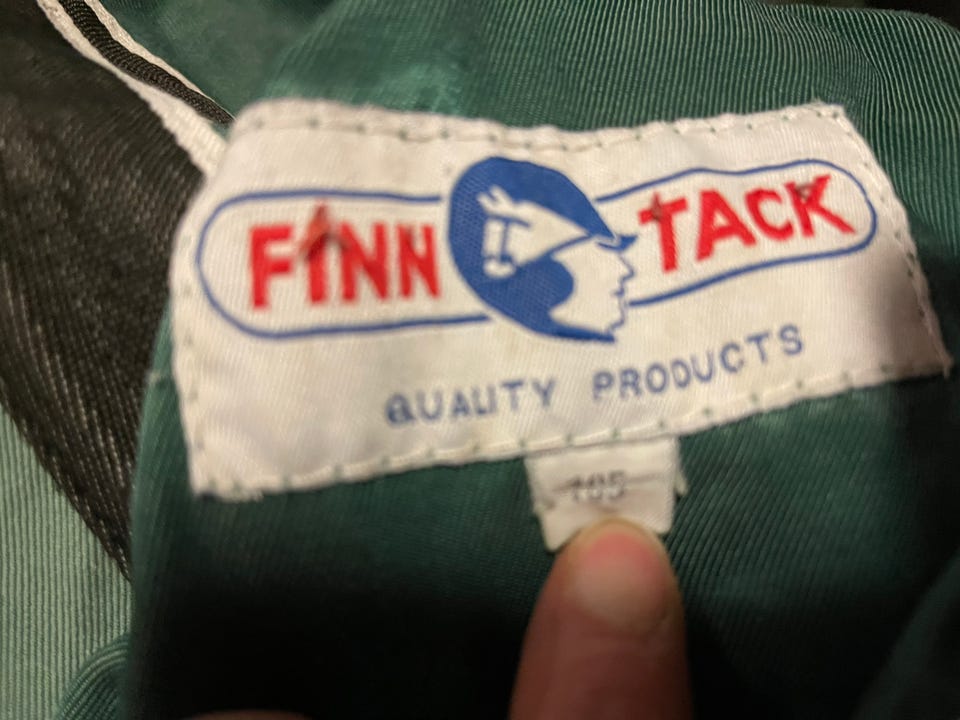 FINN TACK
QUALITY PRODUCTS
105